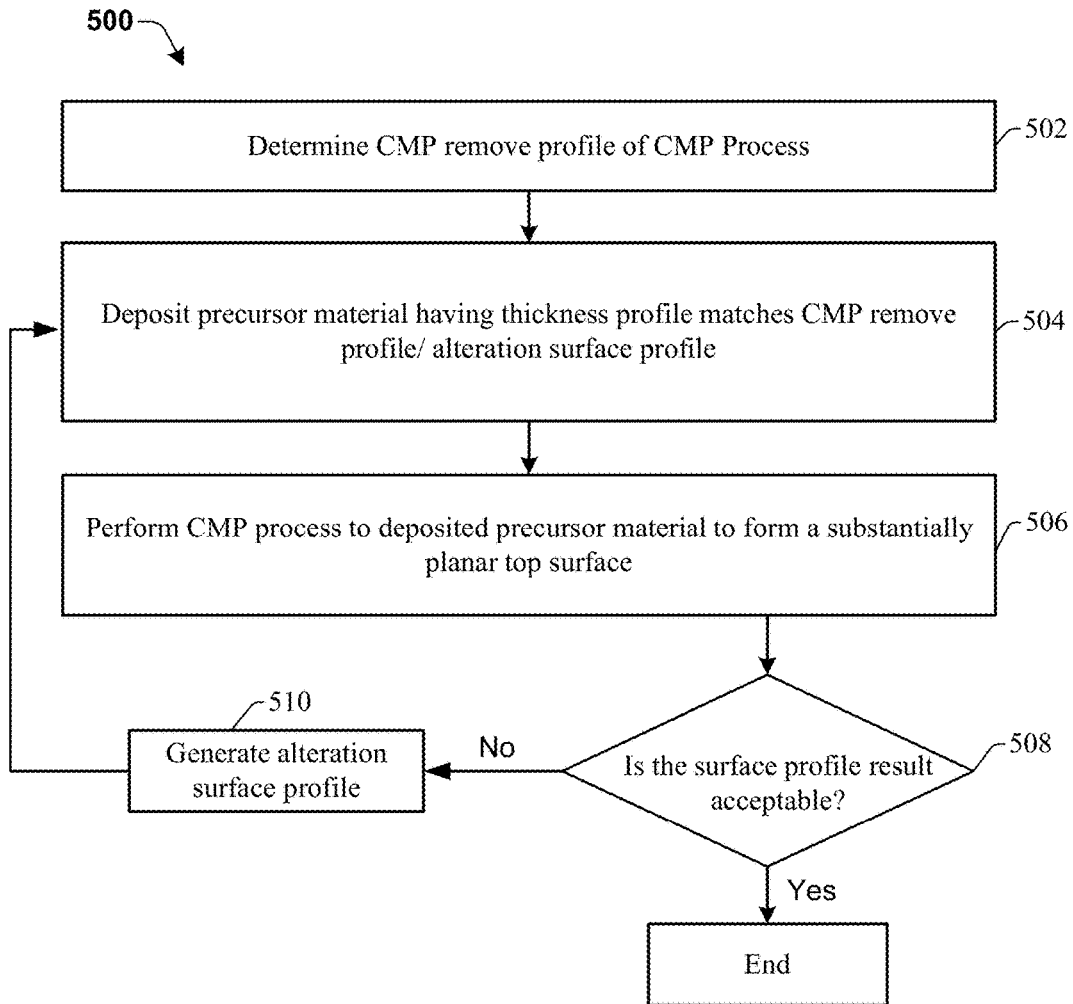 500
Determine CMP remove profile of CMP Process
502
Deposit precursor material having thickness profile matches CMP remove
profile/ alteration surface profile
504
Perform CMP process to deposited precursor material to form a substantially
planar top surface
506
Is the surface profile result
acceptable?
508
No
510
Generate alteration
surface profile
Yes
End